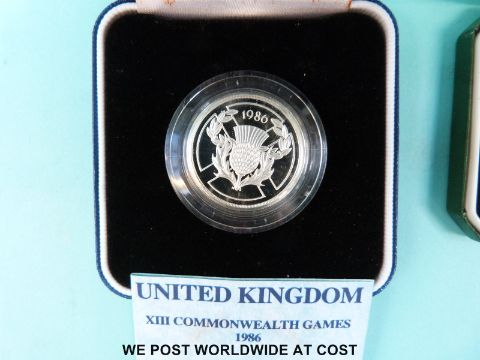 1986
UNITED KINGDOM
XIII COMMONWEALTH GAMES
1986
WE POST WORLDWIDE AT COST